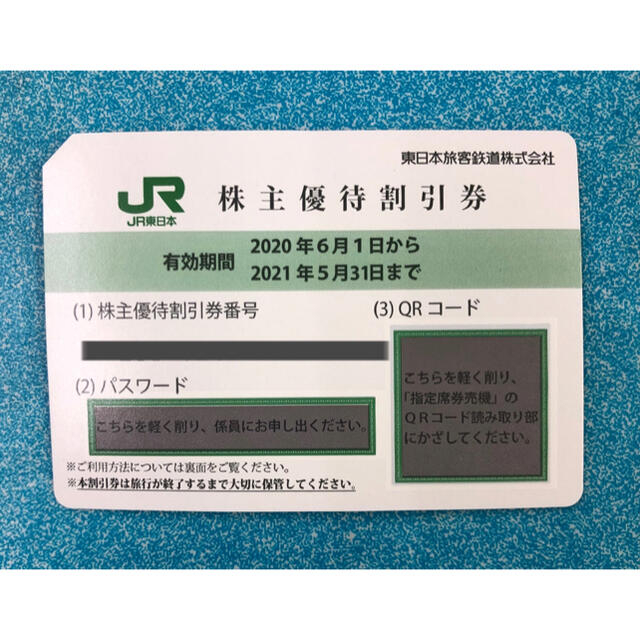 東日本旅客鉄道株式会社
JR
JR東日本
株主優待割引券
有効期間
2020年6月1日から
2021年5月31日まで
(1) 株主優待割引券番号
(2) パスワード
こちらを軽く削り、係員にお申し出ください。
(3) QRコード
こちらを軽く削り、
「指定席券売機」の
QRコード読み取り部
にかざしてください。
※ご利用方法については裏面をご覧ください。
※本割引券は旅行が終了するまで大切に保管してください。